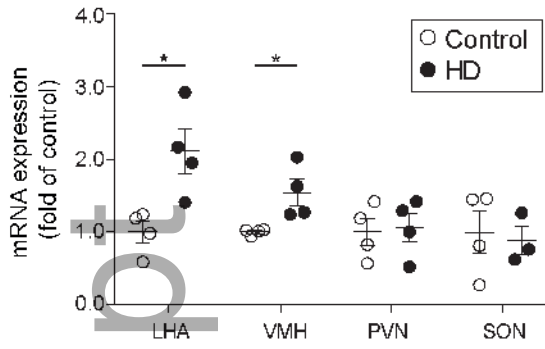 4.0
3.0
2.0
1.0
0.0
mRNA expression
(fold of control)
Control
HD
*
*
LHA
VMH
PVN
SON
pt